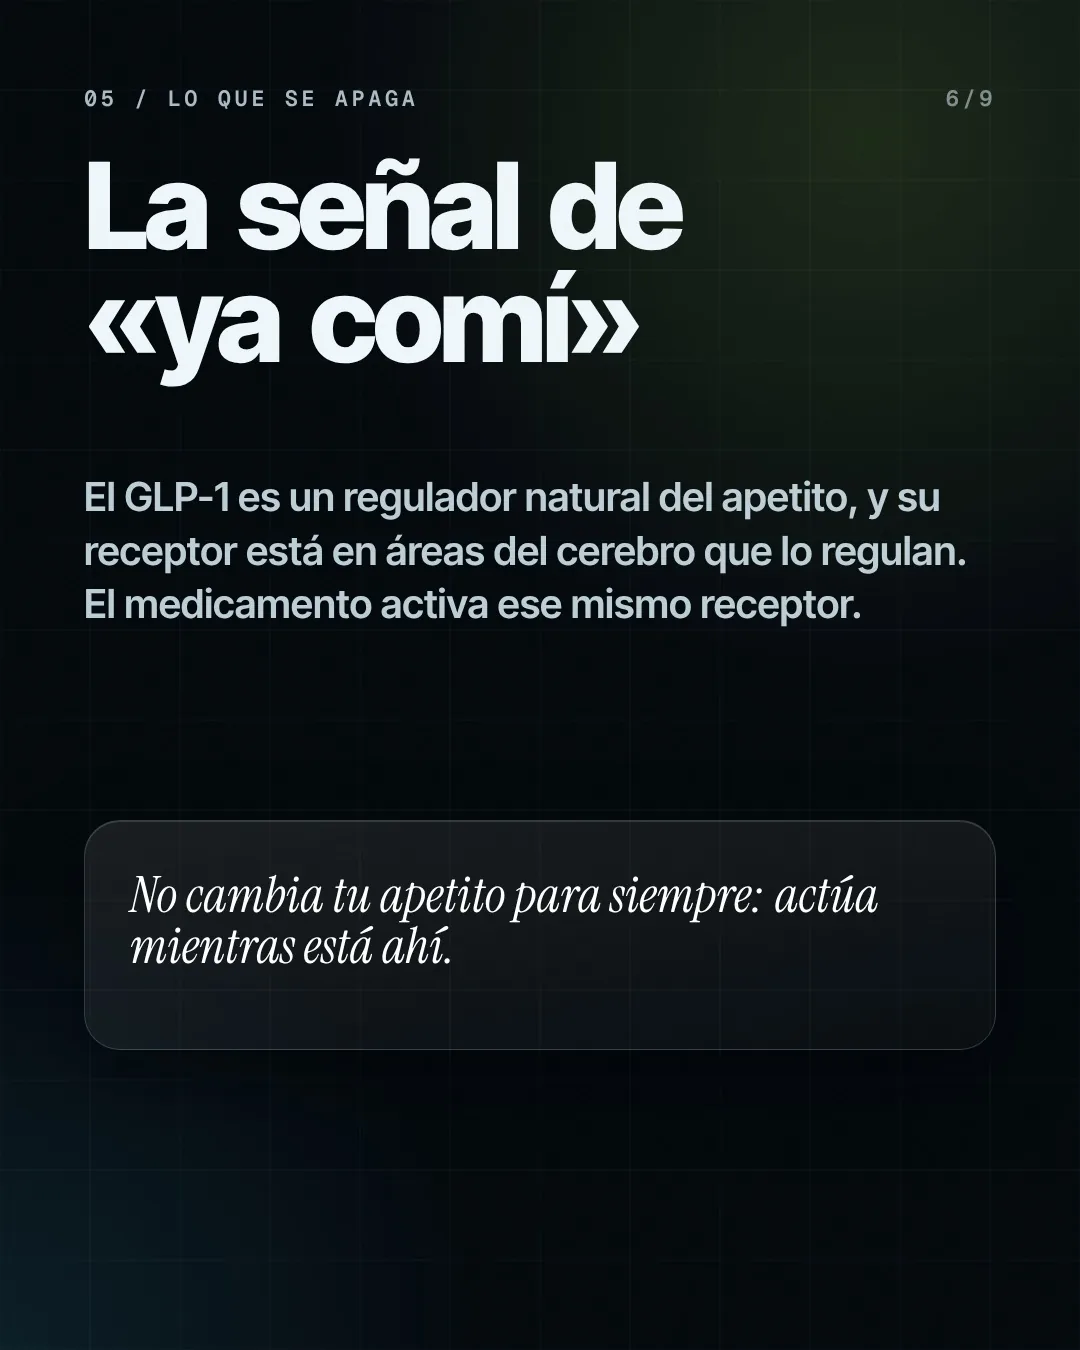 05 / LO QUE SE APAGA
6/9
La señal de
«ya comí»
El GLP-1 es un regulador natural del apetito, y su
receptor está en áreas del cerebro que lo regulan.
El medicamento activa ese mismo receptor.
No cambia tu apetito para siempre: actúa
mientras está ahí.